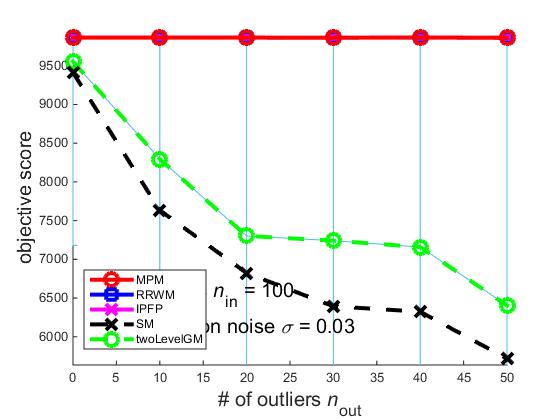 9500
9000
8500
8000
7500
7000
6500
6000
objective score
MPM
RRWM
IPFP
SM
twoLevelGM
n_in = 100
on noise σ = 0.03
0 5 10 15 20 25 30 35 40 45 50
# of outliers n_out